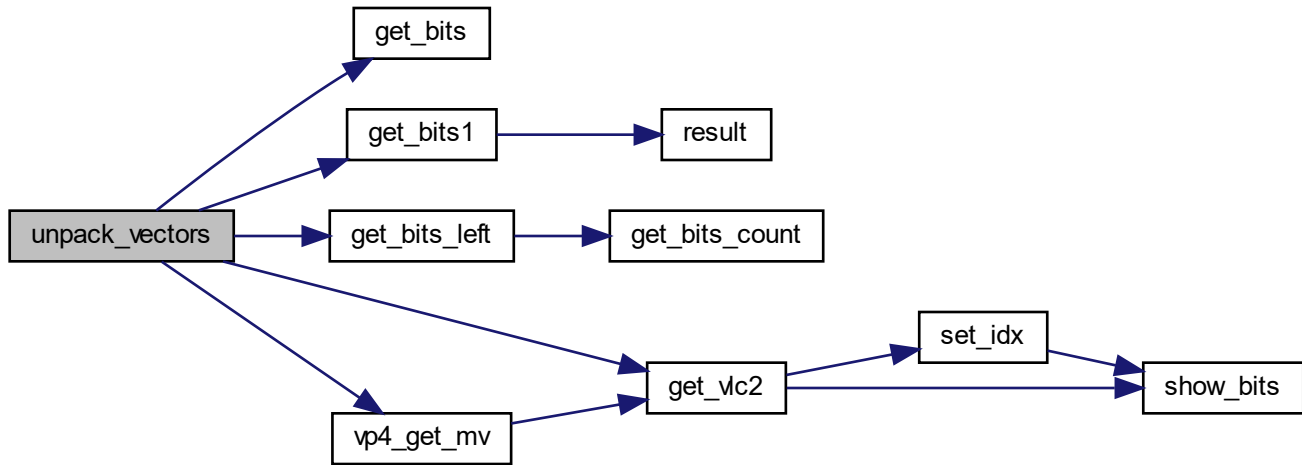 get_bits
get_bits1
result
unpack_vectors
get_bits_left
get_bits_count
set_idx
get_vlc2
show_bits
vp4_get_mv